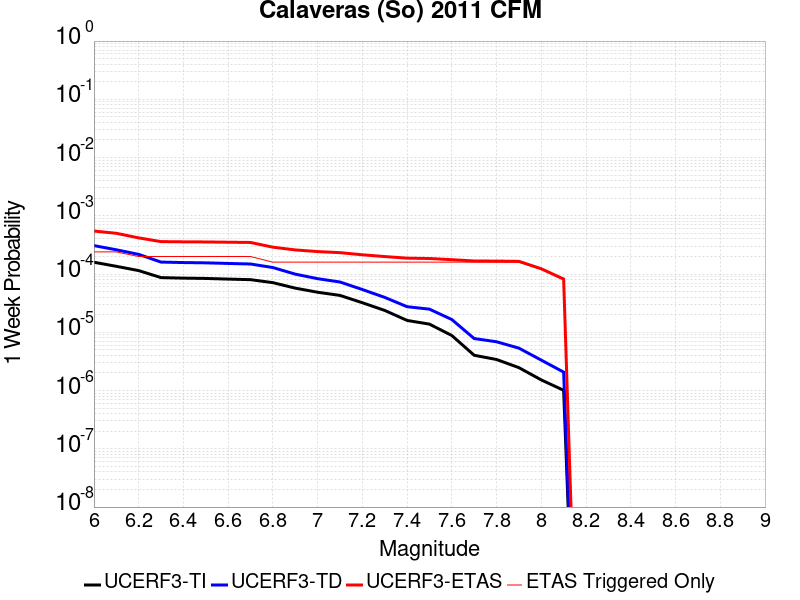 Calaveras (So) 2011 CFM
10^0
10^-1
10^-2
10^-3
10^-4
10^-5
10^-6
10^-7
10^-8
1 Week Probability
6 6.2 6.4 6.6 6.8 7 7.2 7.4 7.6 7.8 8 8.2 8.4 8.6 8.8 9
Magnitude
UCERF3-TI UCERF3-TD UCERF3-ETAS ETAS Triggered Only